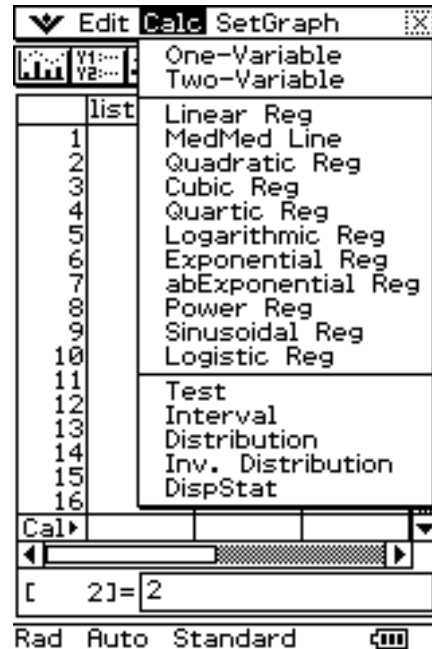 Edit Calc SetGraph
Y1:···
Y2:···
One-Variable
Two-Variable
list
Linear Reg
MedMed Line
Quadratic Reg
Cubic Reg
Quartic Reg
Logarithmic Reg
Exponential Reg
abExponential Reg
Power Reg
Sinusoidal Reg
Logistic Reg
Test
Interval
Distribution
Inv. Distribution
DispStat
1
2
3
4
5
6
7
8
9
10
11
12
13
14
15
16
Cal▶
[ 2]= 2
Rad Auto Standard